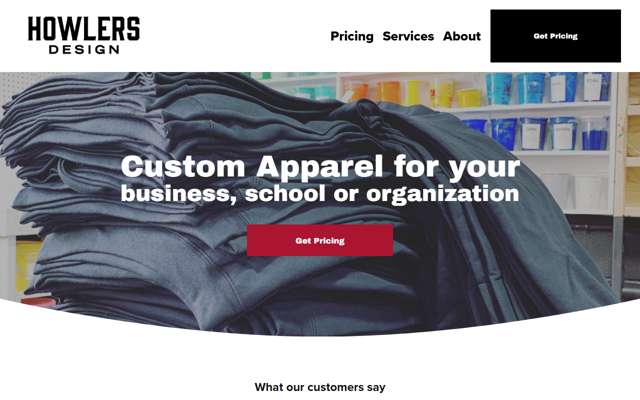 HOWLERS
DESIGN
Pricing Services About
Get Pricing
Custom Apparel for your
business, school or organization
Get Pricing
What our customers say